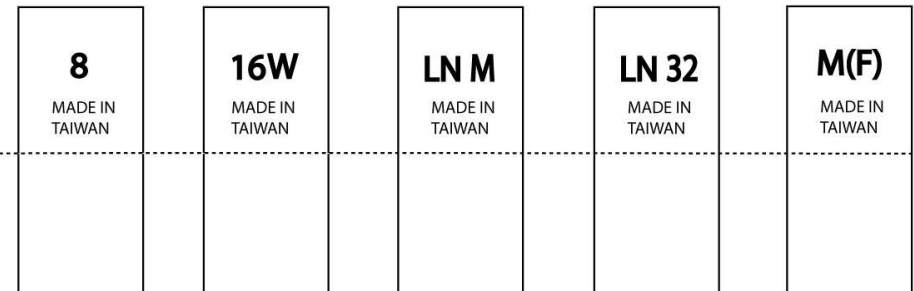 8
MADE IN
TAIWAN
16W
MADE IN
TAIWAN
LN M
MADE IN
TAIWAN
LN 32
MADE IN
TAIWAN
M(F)
MADE IN
TAIWAN